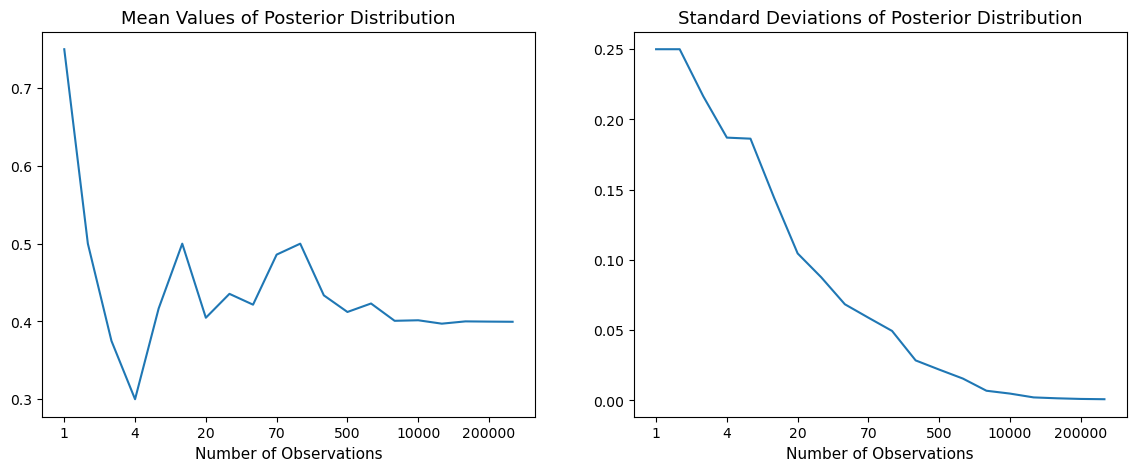 Mean Values of Posterior Distribution
0.7
0.6
0.5
0.4
0.3
1 4 20 70 500 10000 200000
Number of Observations
Standard Deviations of Posterior Distribution
0.25
0.20
0.15
0.10
0.05
0.00
1 4 20 70 500 10000 200000
Number of Observations